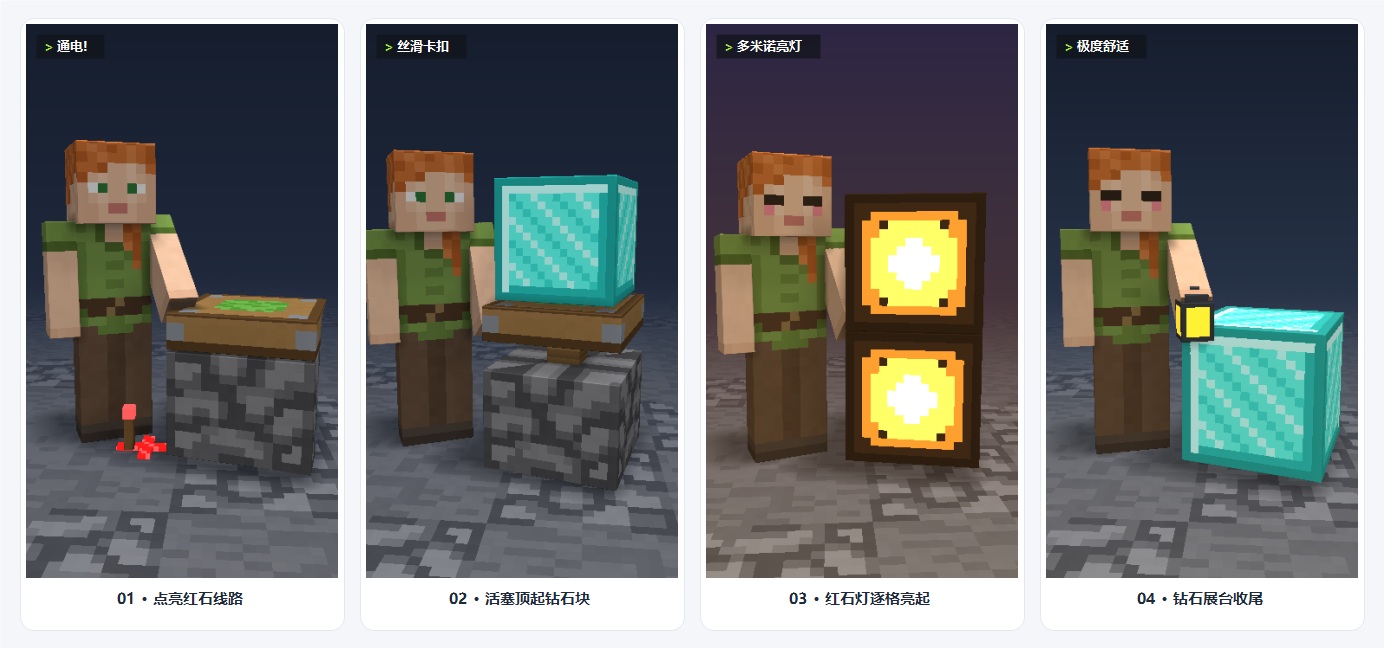 > 通电!
> 丝滑卡扣
> 多米诺亮灯
> 极度舒适
01 · 点亮红石线路
02 · 活塞顶起钻石块
03 · 红石灯逐格亮起
04 · 钻石展台收尾